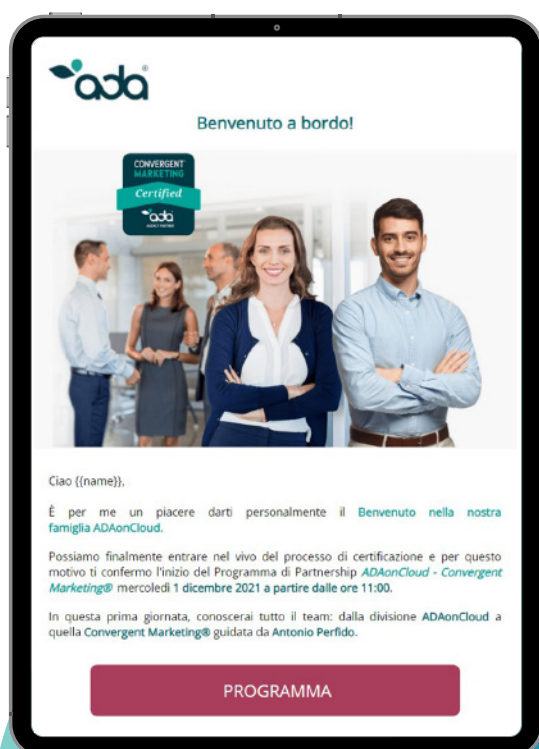 ada®
Benvenuto a bordo!
CONVERGENT
MARKETING
Certified
ada
AGENCY PARTNER
Ciao {{name}},
È per me un piacere darti personalmente il Benvenuto nella nostra
famiglia ADAonCloud.
Possiamo finalmente entrare nel vivo del processo di certificazione e per questo
motivo ti confermo l'inizio del Programma di Partnership ADAonCloud - Convergent
Marketing® mercoledì 1 dicembre 2021 a partire dalle ore 11:00.
In questa prima giornata, conoscerai tutto il team: dalla divisione ADAonCloud a
quella Convergent Marketing® guidata da Antonio Perfido.
PROGRAMMA